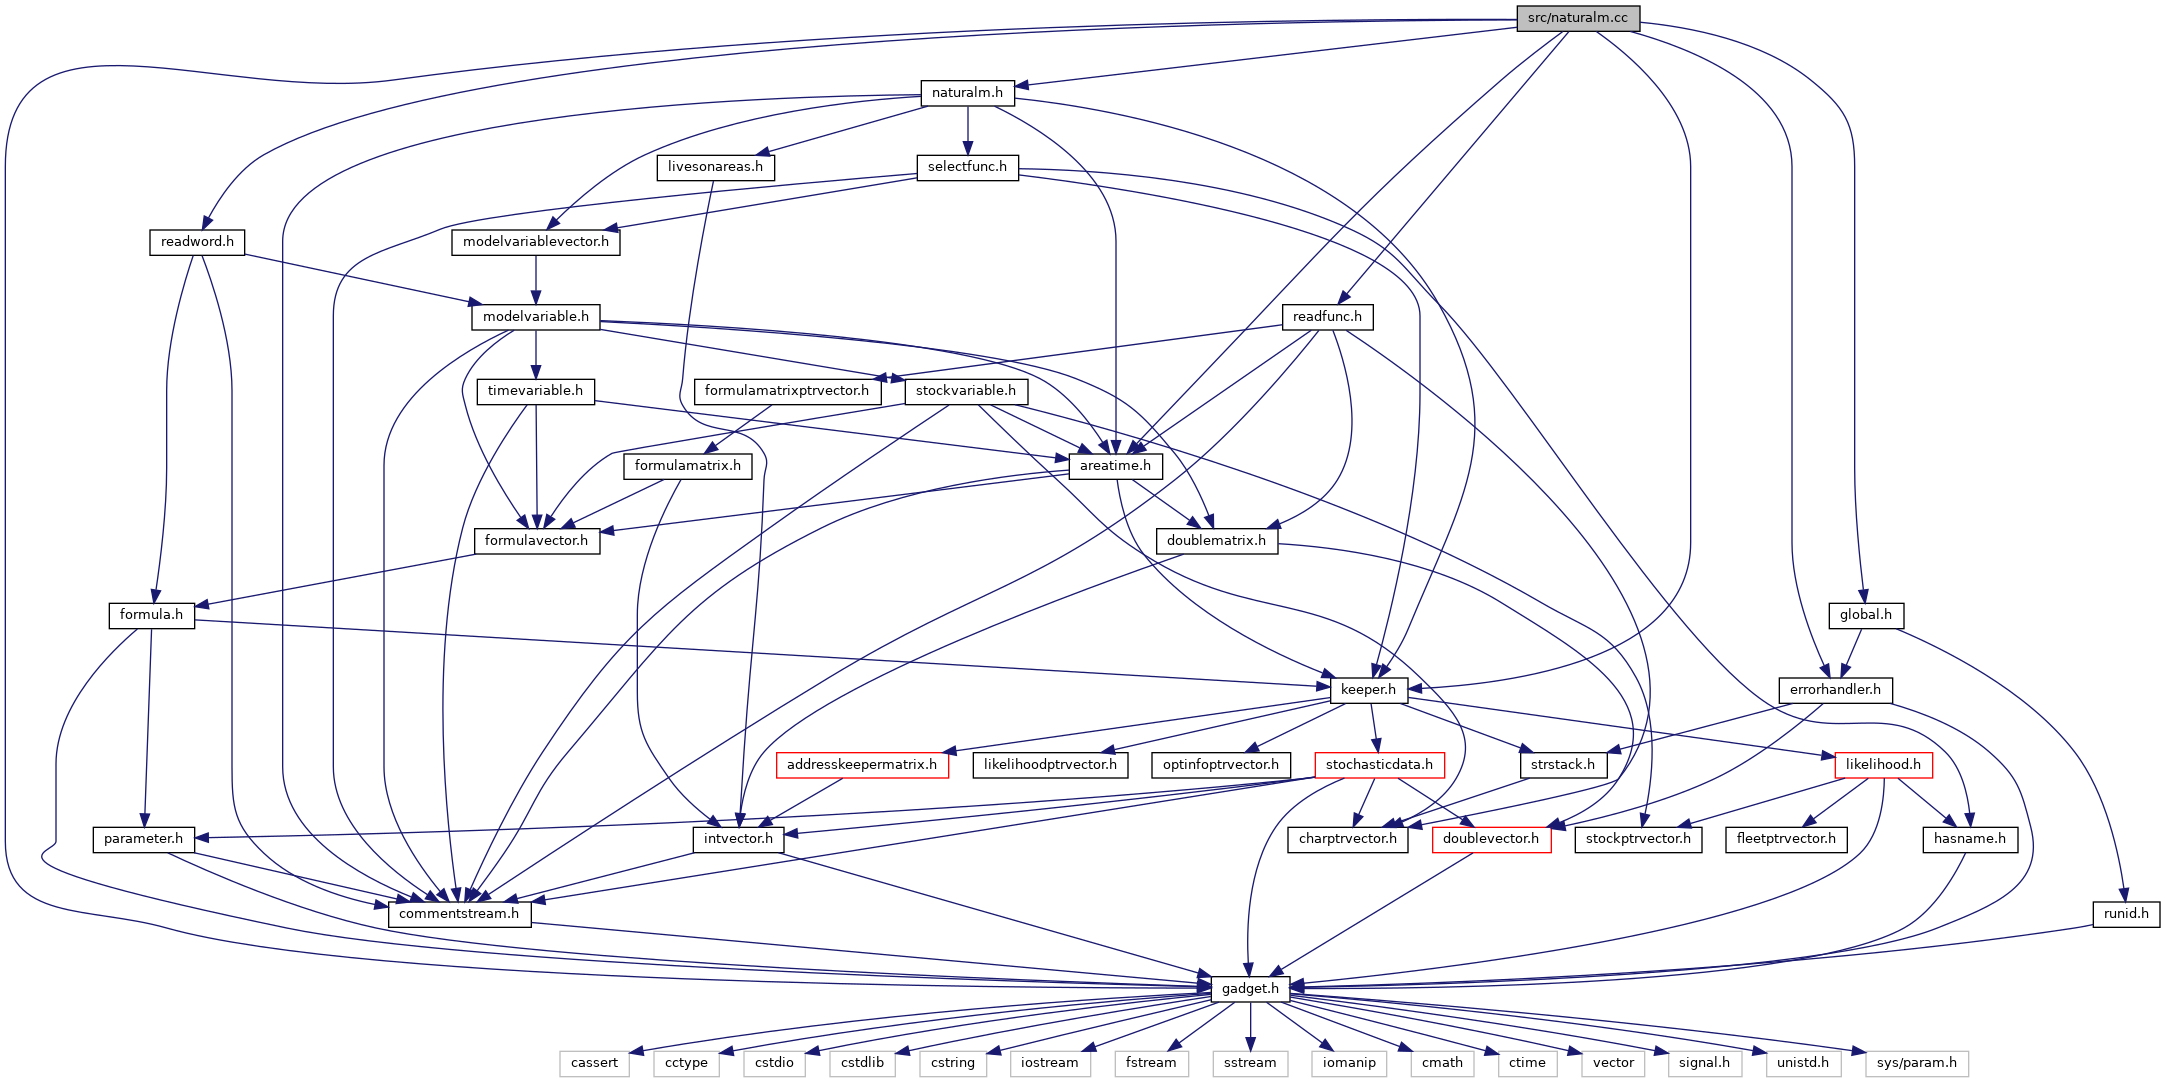 src/naturalm.cc
naturalm.h
livesonareas.h
selectfunc.h
readword.h
modelvariablevector.h
modelvariable.h
readfunc.h
timevariable.h
formulamatrixptrvector.h
stockvariable.h
formulamatrix.h
areatime.h
formulavector.h
doublematrix.h
formula.h
global.h
keeper.h
errorhandler.h
addresskeepermatrix.h
likelihoodptrvector.h
optinfoptrvector.h
stochasticdata.h
strstack.h
likelihood.h
parameter.h
intvector.h
charptrvector.h
doublevector.h
stockptrvector.h
fleetptrvector.h
hasname.h
commentstream.h
runid.h
gadget.h
cassert
cctype
cstdio
cstdlib
cstring
iostream
fstream
sstream
iomanip
cmath
ctime
vector
signal.h
unistd.h
sys/param.h